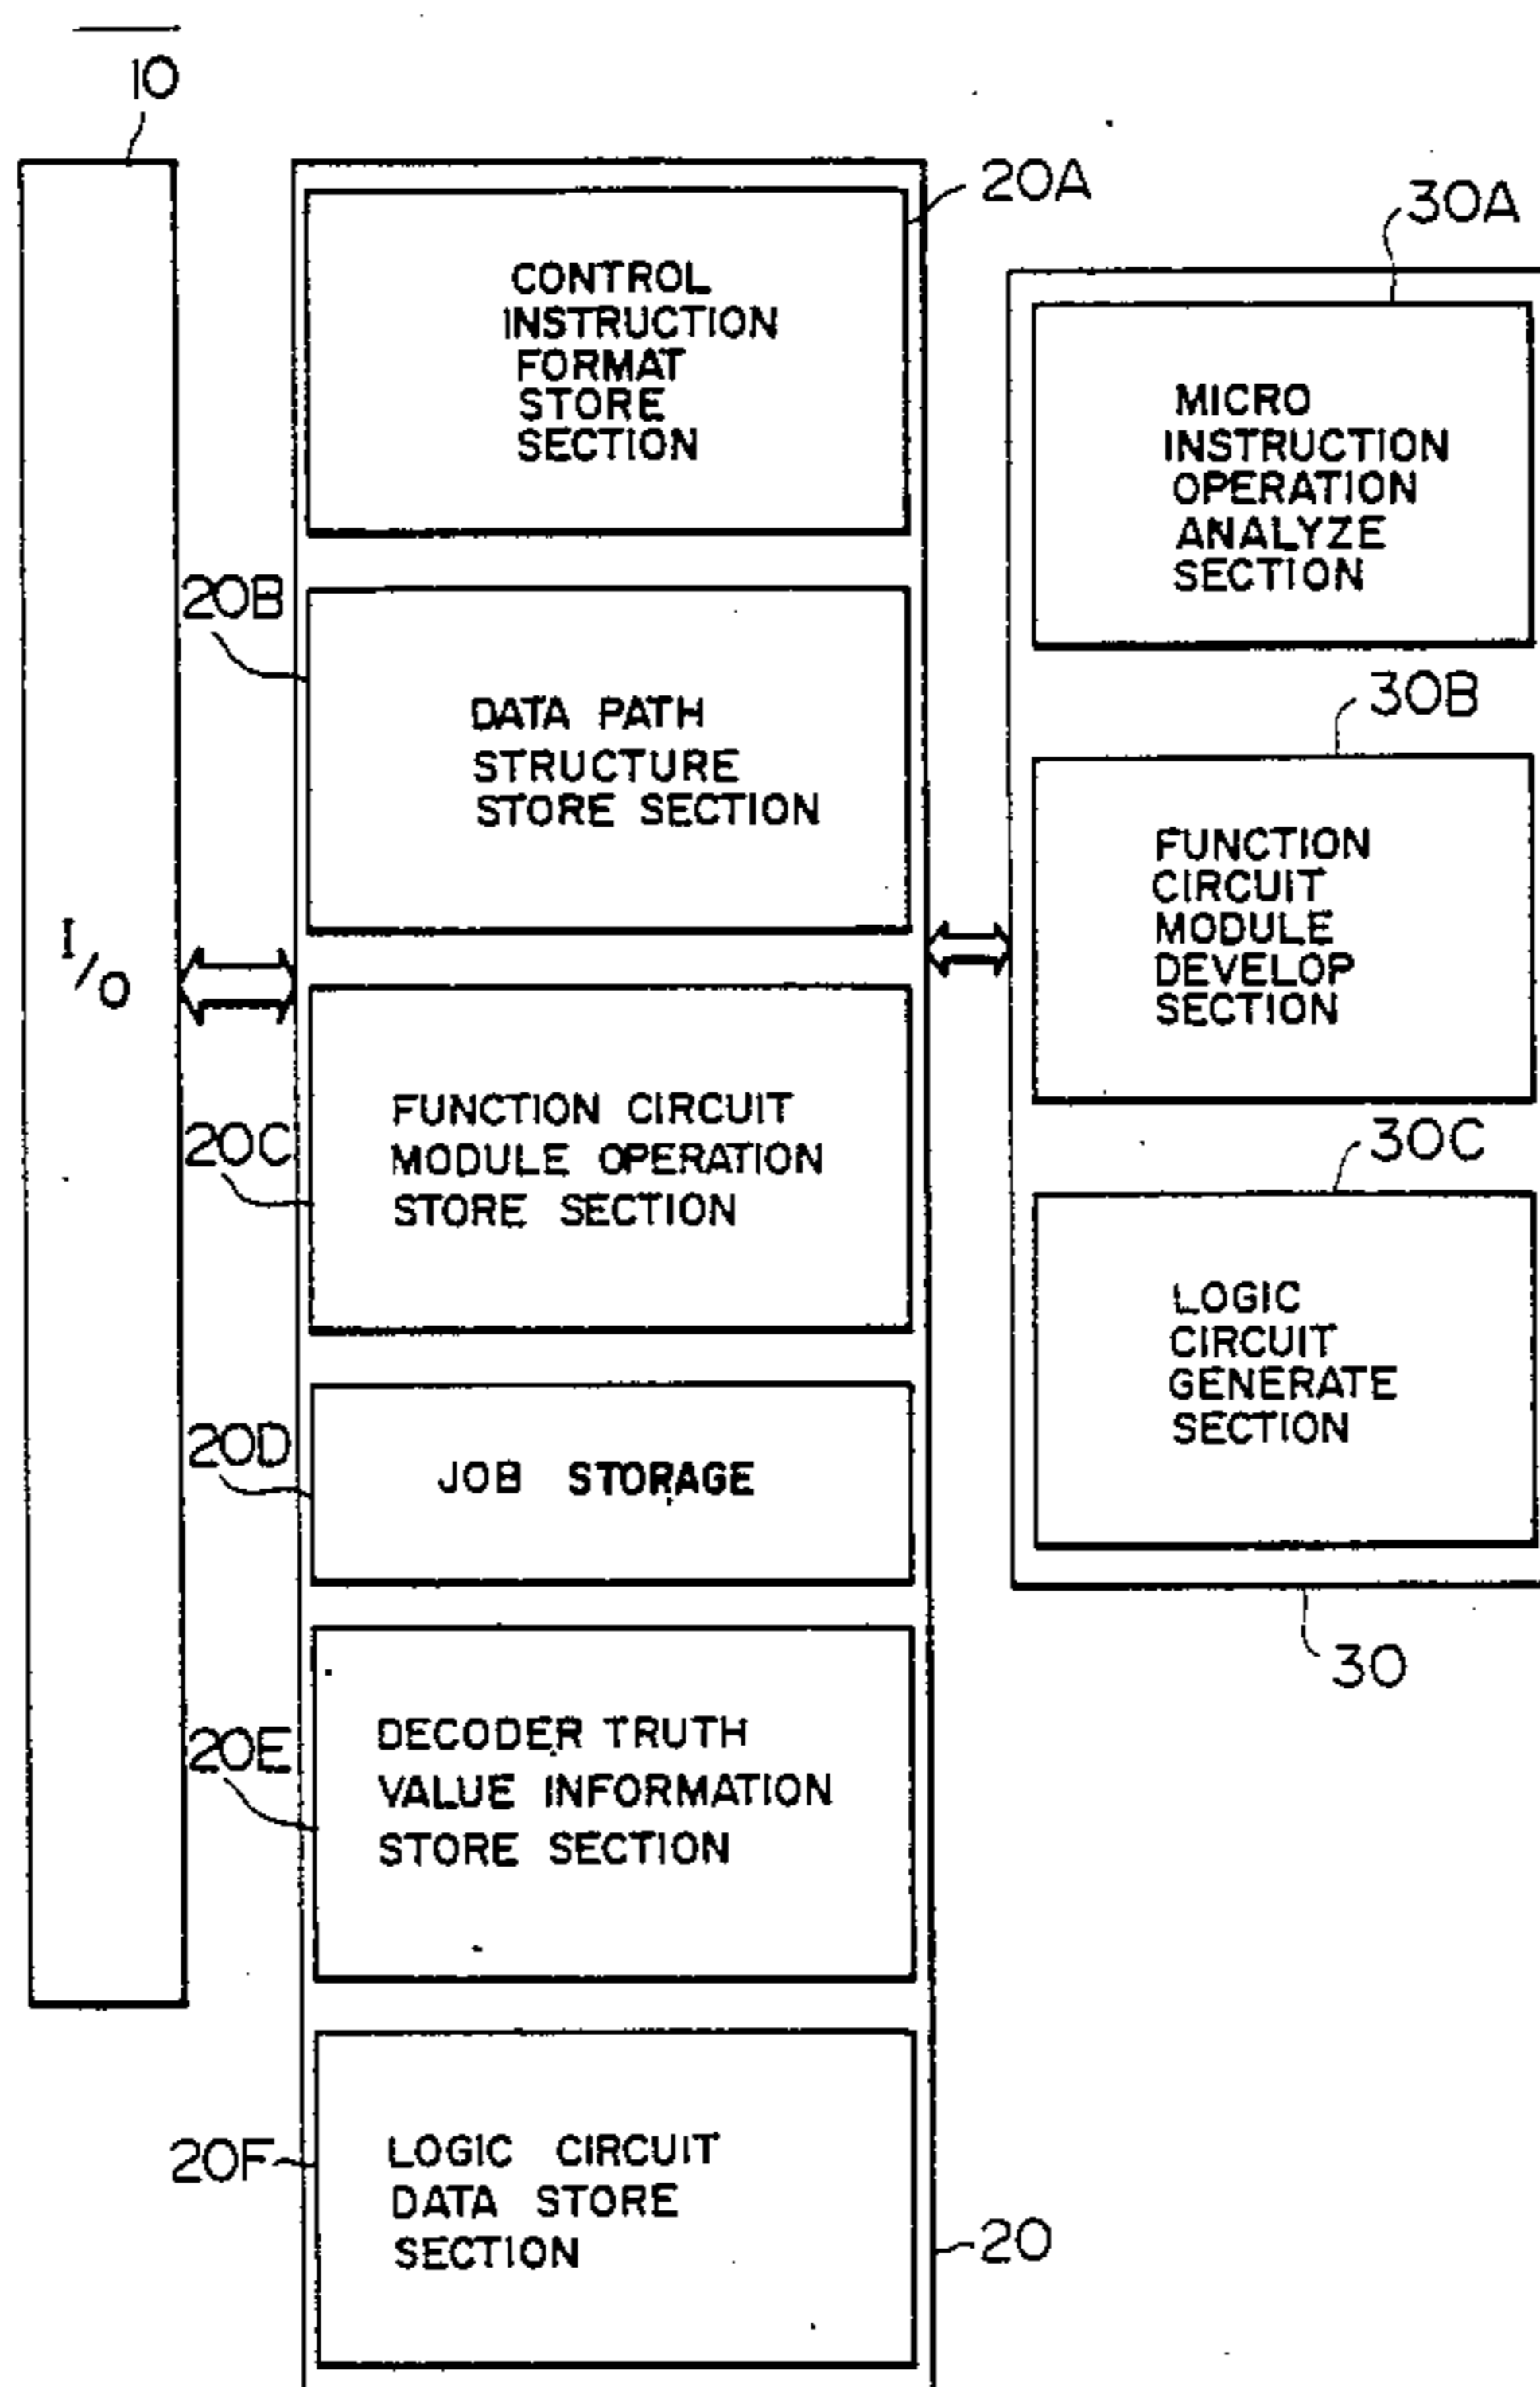 10
I/O
20A
CONTROL
INSTRUCTION
FORMAT
STORE
SECTION
20B
DATA PATH
STRUCTURE
STORE SECTION
20C
FUNCTION CIRCUIT
MODULE OPERATION
STORE SECTION
20D
JOB STORAGE
20E
DECODER TRUTH
VALUE INFORMATION
STORE SECTION
20F
LOGIC CIRCUIT
DATA STORE
SECTION
20
30A
MICRO
INSTRUCTION
OPERATION
ANALYZE
SECTION
30B
FUNCTION
CIRCUIT
MODULE
DEVELOP
SECTION
30C
LOGIC
CIRCUIT
GENERATE
SECTION
30